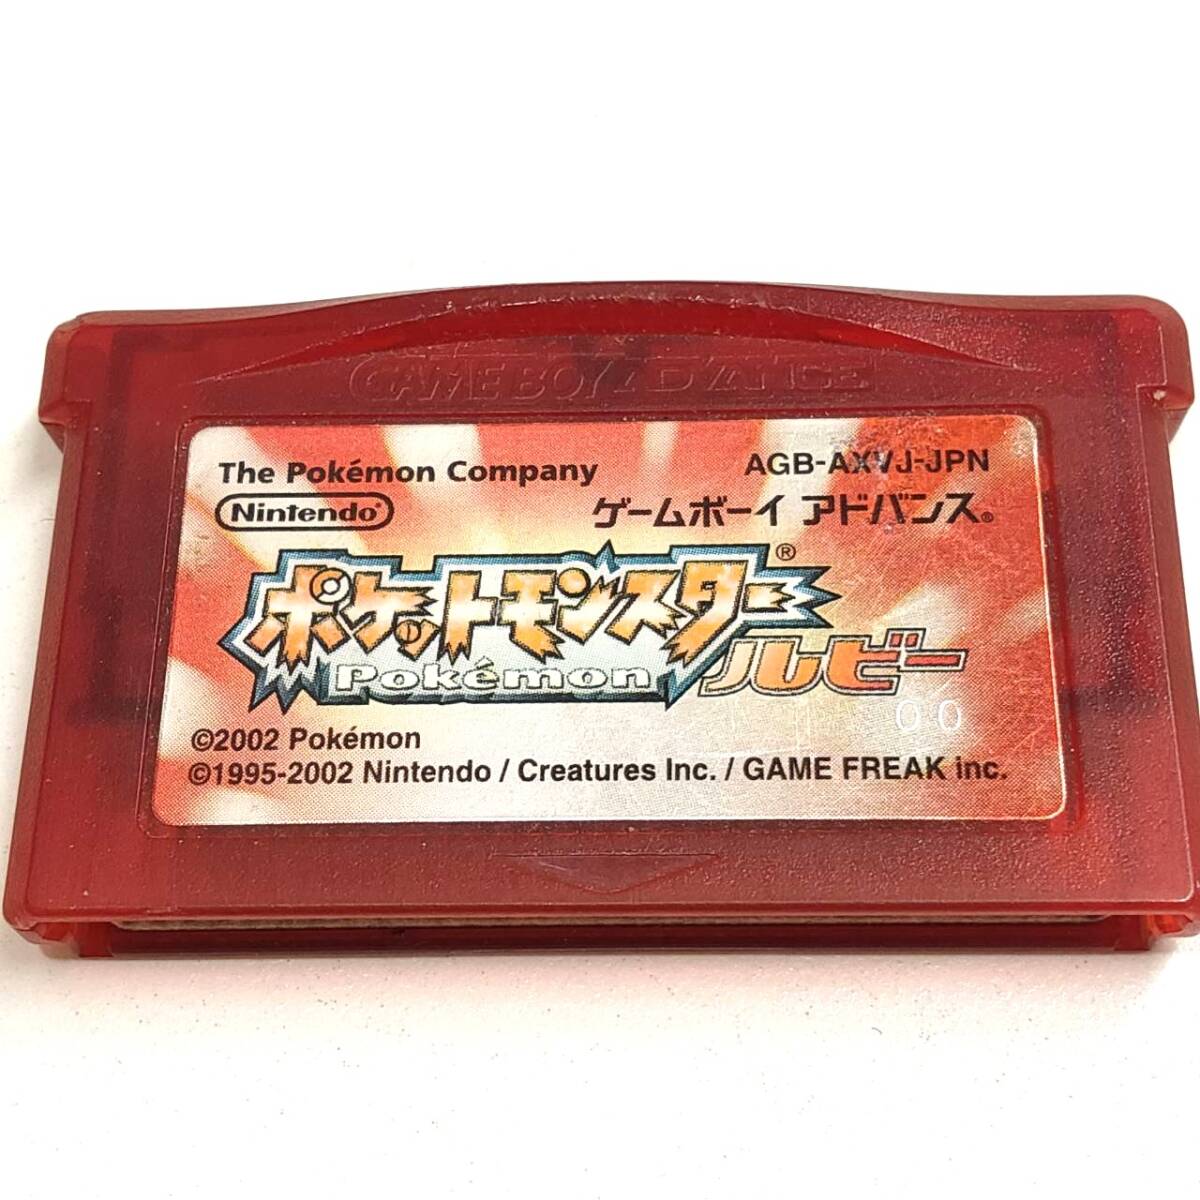 GAME BOY ADVANCE
The Pokémon Company
AGB-AXVJ-JPN
Nintendo
ゲームボーイ アドバンス®
ポケットモンスター®
Pokémon
ルビー
00
©2002 Pokémon
©1995-2002 Nintendo / Creatures Inc. / GAME FREAK inc.